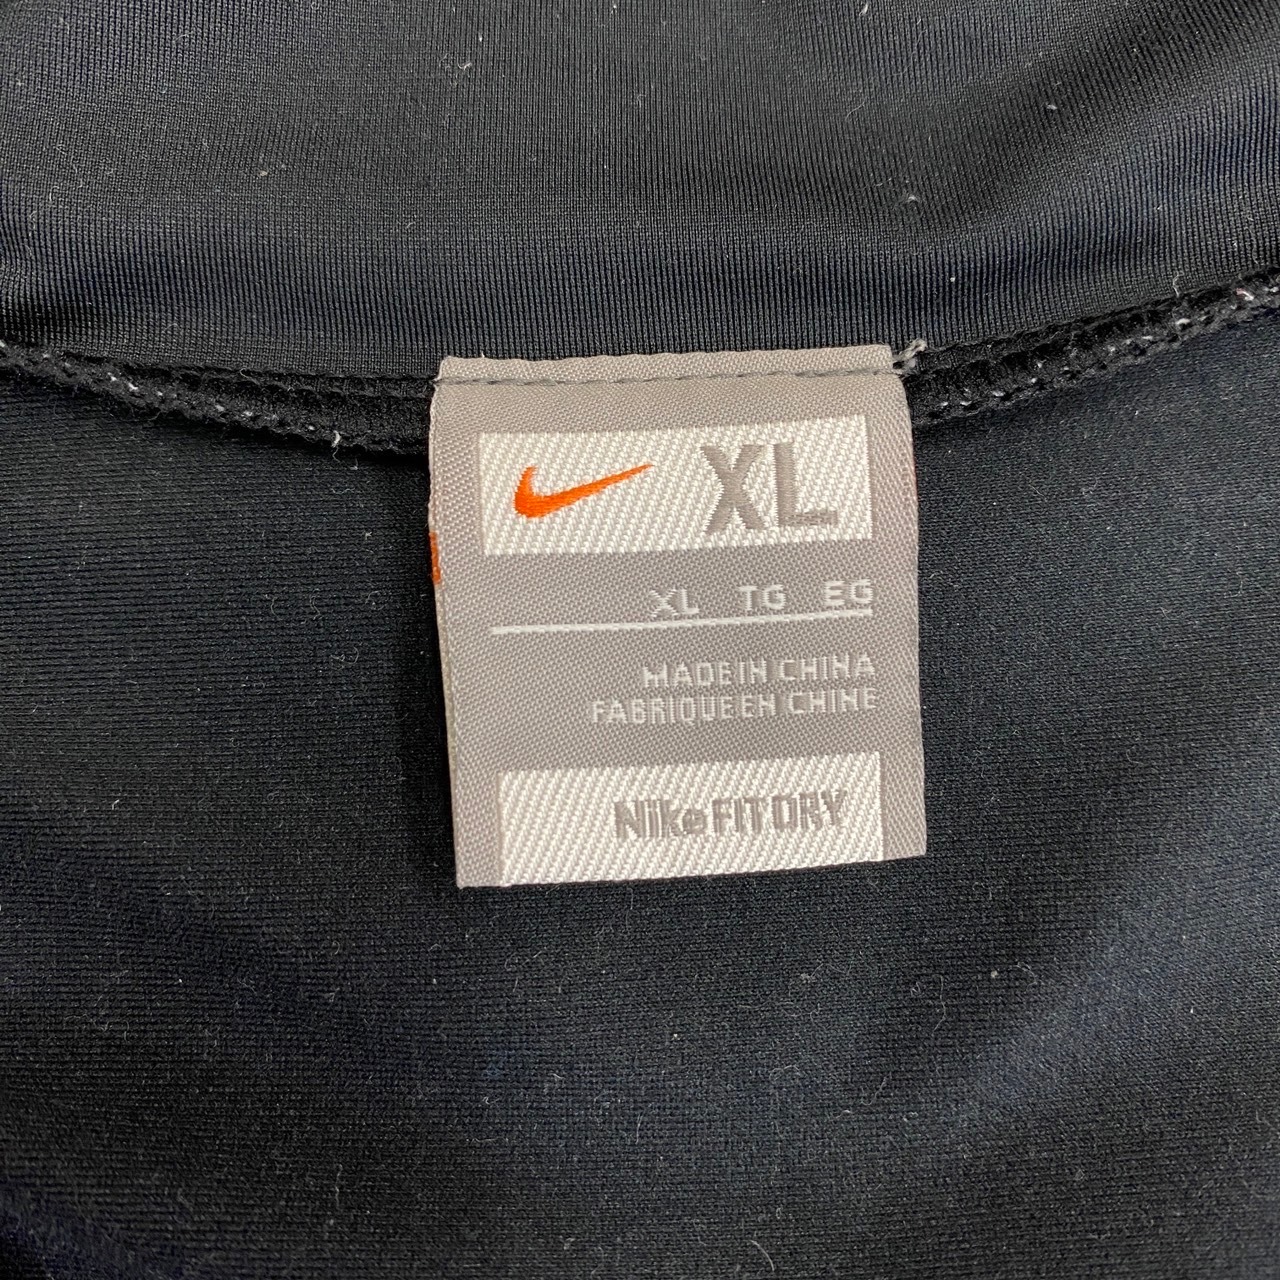 XL
XL TG EG
MADE IN CHINA
FABRIQUE EN CHINE
Nike FIT DRY